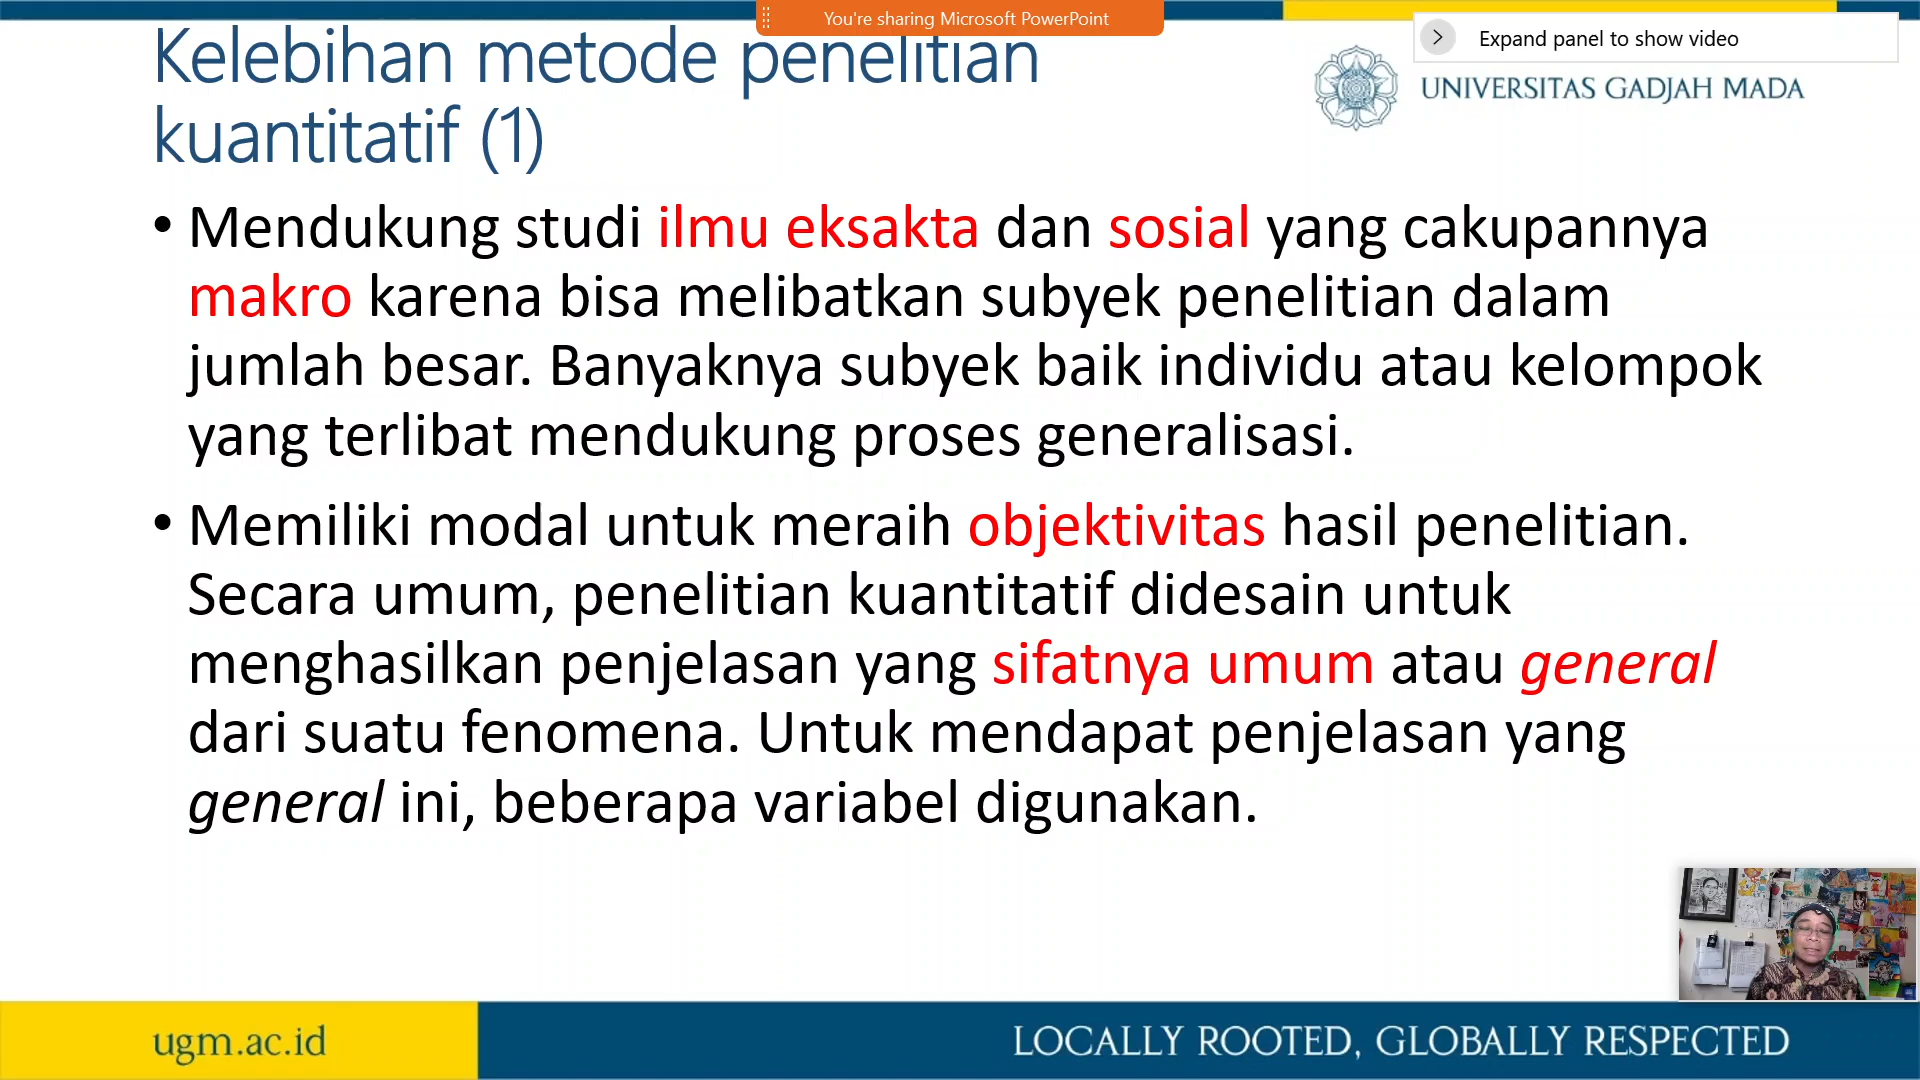 You're sharing Microsoft PowerPoint
Expand panel to show video
Kelebihan metode penelitian
kuantitatif (1)
UNIVERSITAS GADJAH MADA
• Mendukung studi ilmu eksakta dan sosial yang cakupannya
makro karena bisa melibatkan subyek penelitian dalam
jumlah besar. Banyaknya subyek baik individu atau kelompok
yang terlibat mendukung proses generalisasi.
• Memiliki modal untuk meraih objektivitas hasil penelitian.
Secara umum, penelitian kuantitatif didesain untuk
menghasilkan penjelasan yang sifatnya umum atau general
dari suatu fenomena. Untuk mendapat penjelasan yang
general ini, beberapa variabel digunakan.
ugm.ac.id
LOCALLY ROOTED, GLOBALLY RESPECTED